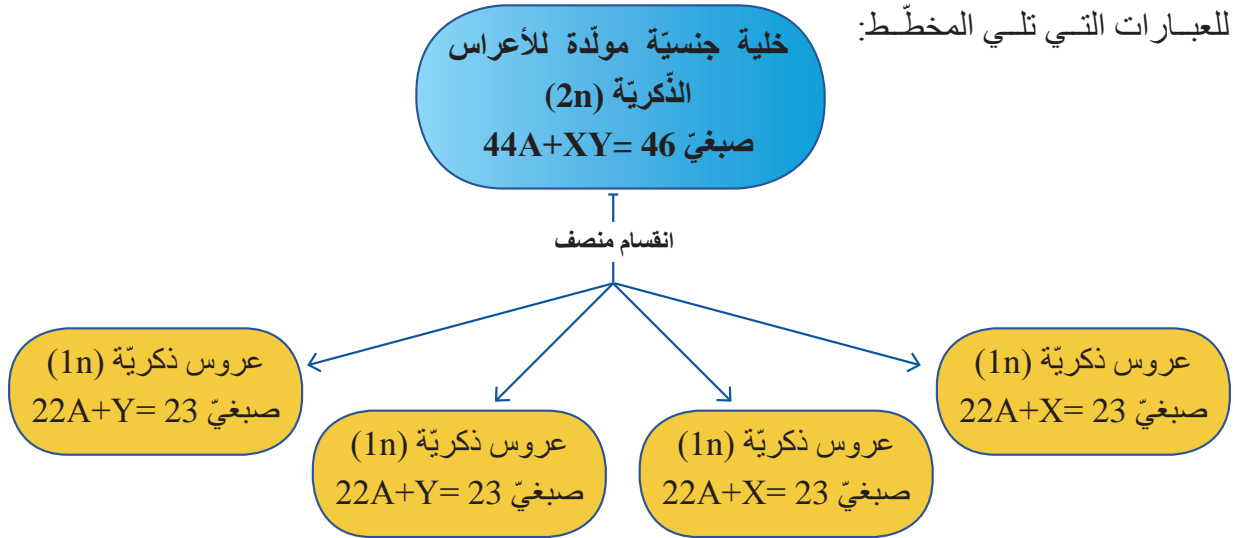 للعبـارات التـي تلـي المخطّـط:
خلية جنسيّة مولّدة للأعراس
الذّكريّة (2n)
44A+XY= 46 صبغيّ
انقسام منصف
عروس ذكريّة (1n)
22A+X= 23 صبغيّ
عروس ذكريّة (1n)
22A+X= 23 صبغيّ
عروس ذكريّة (1n)
22A+Y= 23 صبغيّ
عروس ذكريّة (1n)
22A+Y= 23 صبغيّ